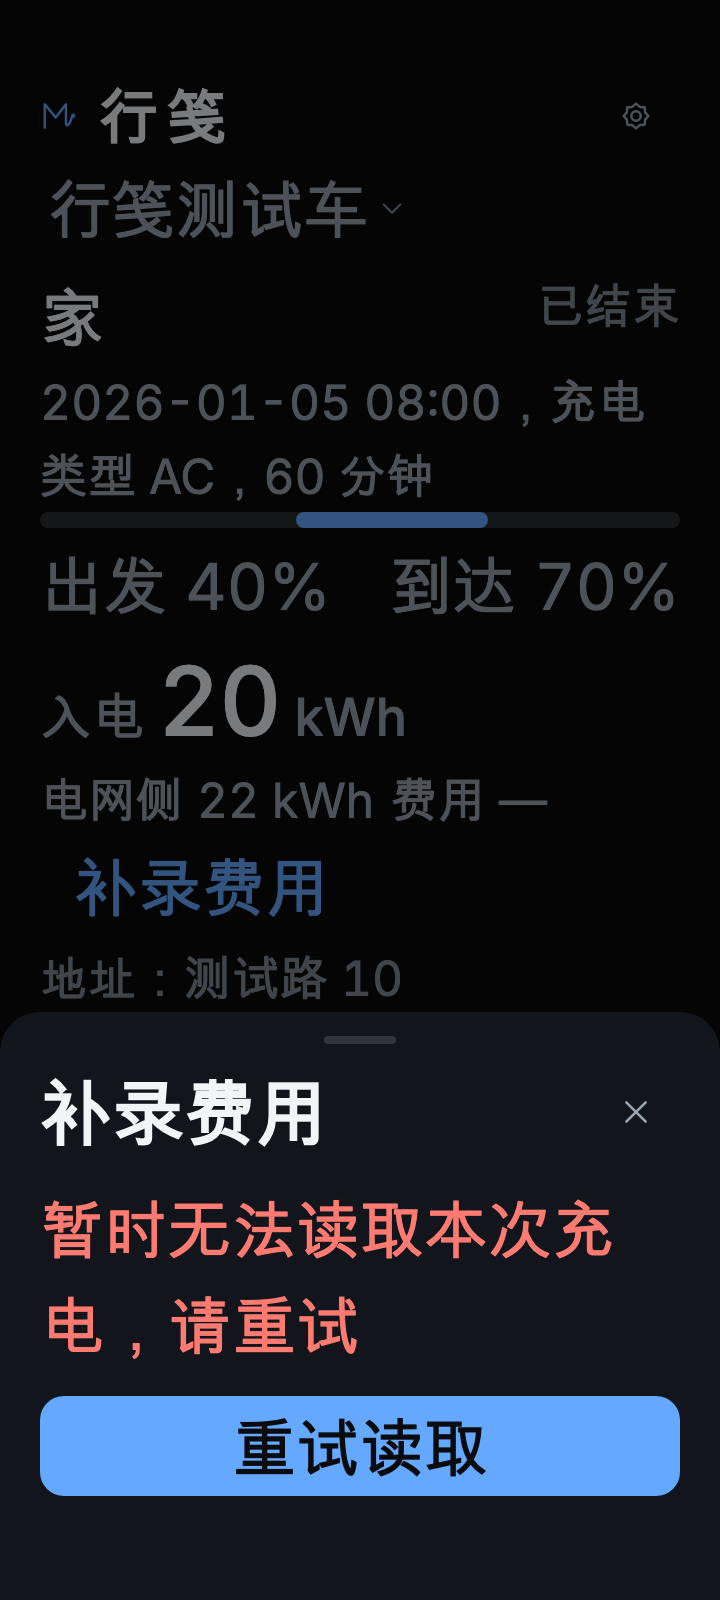 行笺
行笺测试车
家
已结束
2026-01-05 08:00，充电
类型 AC，60 分钟
出发 40% 到达 70%
入电 20 kWh
电网侧 22 kWh 费用 —
补录费用
地址：测试路 10
补录费用
暂时无法读取本次充
电，请重试
重试读取